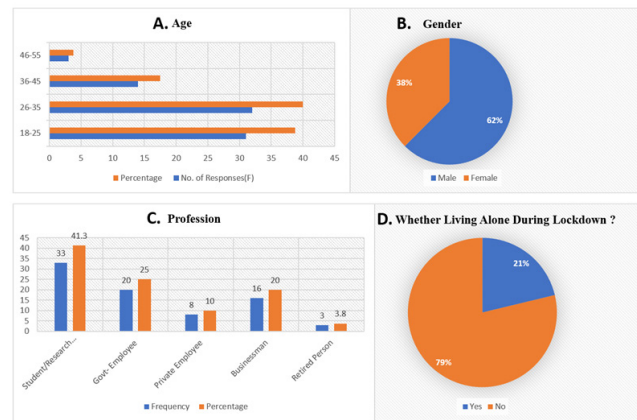 A. Age
46-55
36-45
26-35
18-25
0 5 10 15 20 25 30 35 40 45
Percentage No. of Responses(F)
B. Gender
38%
62%
Male Female
C. Profession
45
40
35
30
25
20
15
10
5
0
33 41.3
20 25
8 10
16 20
3 3.8
Student/Research...
Govt- Employee
Private Employee
Businessman
Retired Person
Frequency Percentage
D. Whether Living Alone During Lockdown ?
21%
79%
Yes No